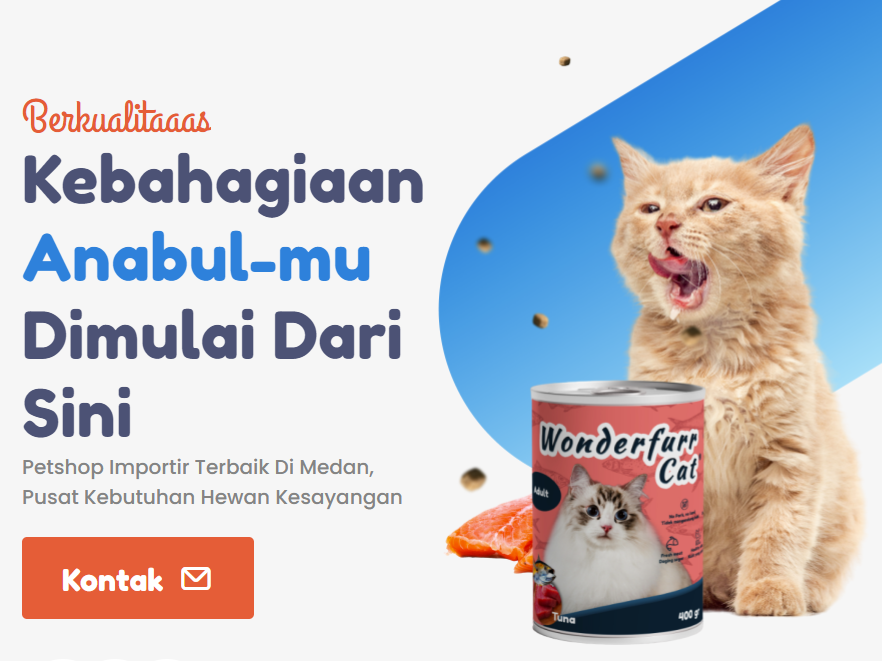 Berkualitaaas
Kebahagiaan
Anabul-mu
Dimulai Dari
Sini
Petshop Importir Terbaik Di Medan,
Pusat Kebutuhan Hewan Kesayangan
Kontak
Wonderfurr
Cat
Adult
Tuna
400 gr